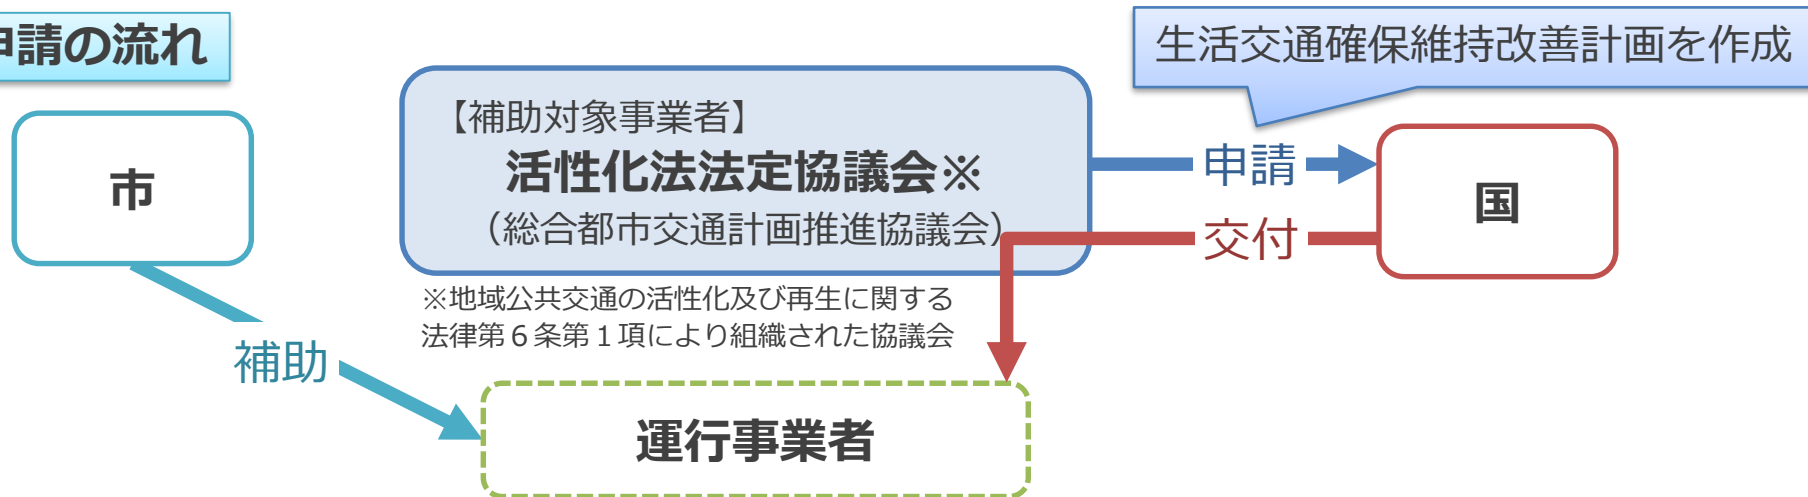 申請の流れ
生活交通確保維持改善計画を作成
市
【補助対象事業者】
活性化法法定協議会※
（総合都市交通計画推進協議会）
申請
交付
国
※地域公共交通の活性化及び再生に関する
法律第６条第１項により組織された協議会
補助
運行事業者